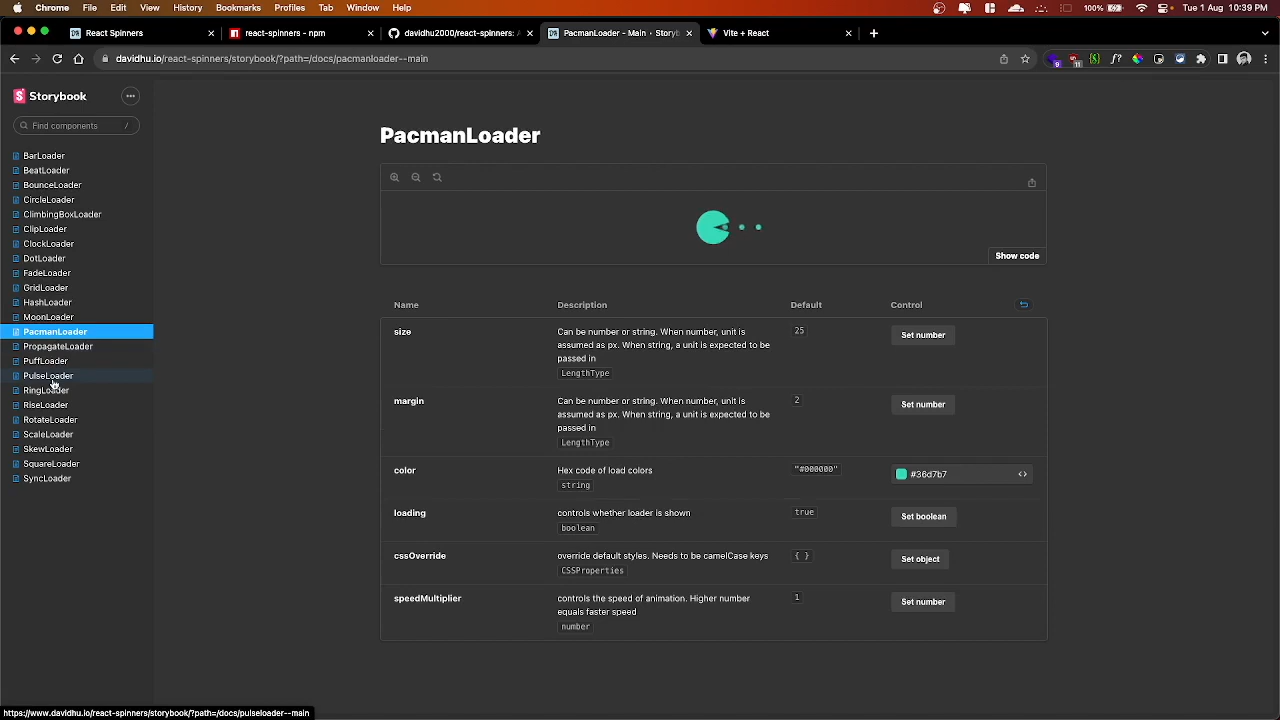 Chrome File Edit View History Bookmarks Profiles Tab Window Help 100% Tue 1 Aug 10:39 PM
React Spinners react-spinners - npm davidhu2000/react-spinners: A PacmanLoader - Main · Storyb Vite + React
davidhu.io/react-spinners/storybook/?path=/docs/pacmanloader--main
Storybook
Find components /
BarLoader
BeatLoader
BounceLoader
CircleLoader
ClimbingBoxLoader
ClipLoader
ClockLoader
DotLoader
FadeLoader
GridLoader
HashLoader
MoonLoader
PacmanLoader
PropagateLoader
PuffLoader
PulseLoader
RingLoader
RiseLoader
RotateLoader
ScaleLoader
SkewLoader
SquareLoader
SyncLoader
PacmanLoader
Show code
Name Description Default Control
size Can be number or string. When number, unit is 25 Set number
assumed as px. When string, a unit is expected to be
passed in
LengthType
margin Can be number or string. When number, unit is 2 Set number
assumed as px. When string, a unit is expected to be
passed in
LengthType
color Hex code of load colors "#000000" #36d7b7
string
loading controls whether loader is shown true Set boolean
boolean
cssOverride override default styles. Needs to be camelCase keys { } Set object
CSSProperties
speedMultiplier controls the speed of animation. Higher number 1 Set number
equals faster speed
number
https://www.davidhu.io/react-spinners/storybook/?path=/docs/pulseloader--main